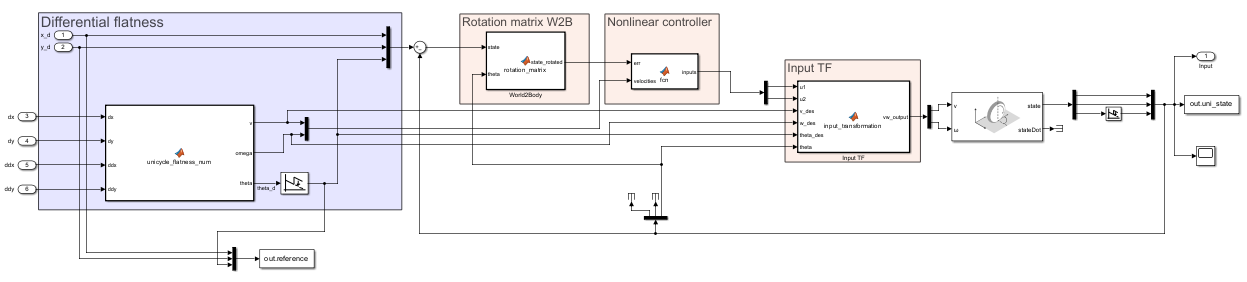 Differential flatness
x_d 1
y_d 2
dx 3
dy 4
ddx 5
ddy 6
dx
dy
ddx
ddy
unicycle_flatness_num
v
omega
theta
theta_d
out.reference
Rotation matrix W2B
state
theta
state_rotated
rotation_matrix
World2Body
Nonlinear controller
err
velocities
fcn
inputs
Input TF
u1
u2
v_des
w_des
theta_des
theta
vw_output
input_transformation
Input TF
v
ω
state
stateDot
1
Input
out.uni_state